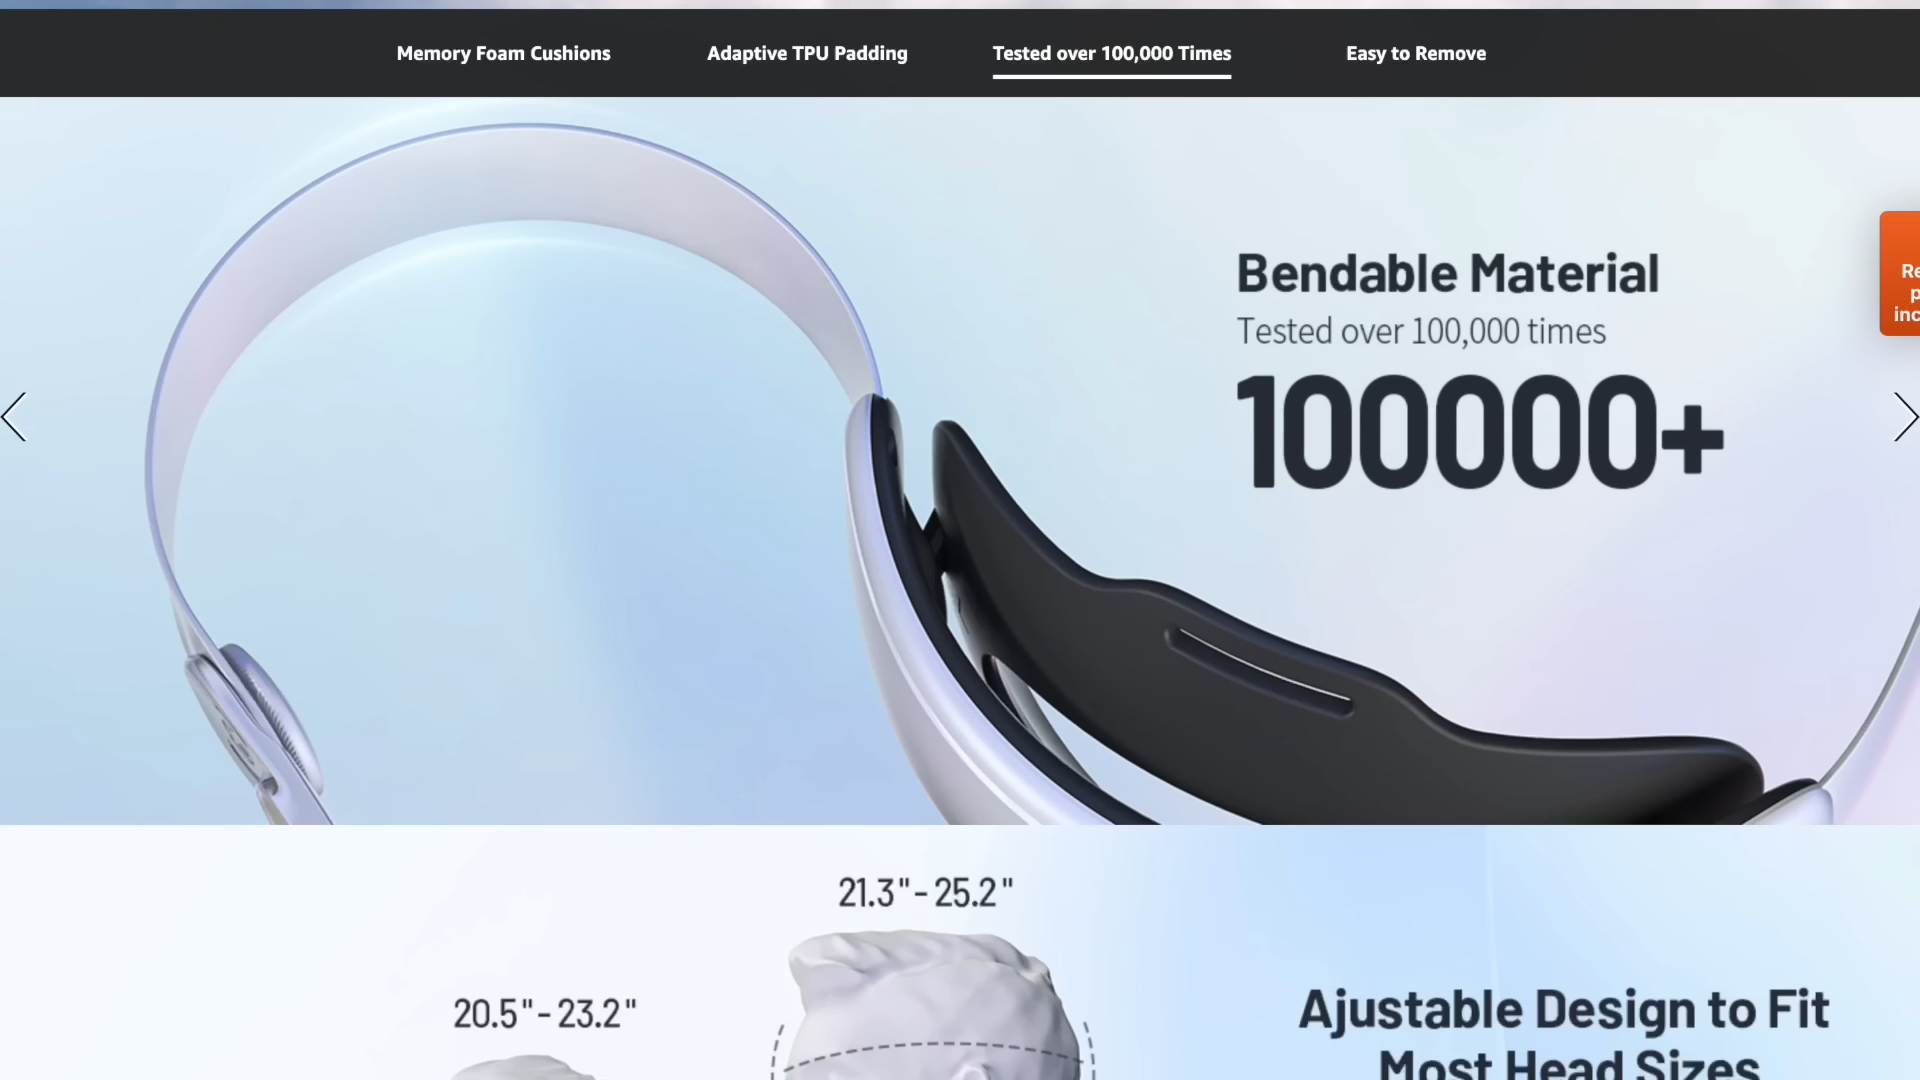 Memory Foam Cushions
Adaptive TPU Padding
Tested over 100,000 Times
Easy to Remove
Bendable Material
Tested over 100,000 times
100000+
21.3"- 25.2"
20.5"- 23.2"
Ajustable Design to Fit
Most Head Sizes